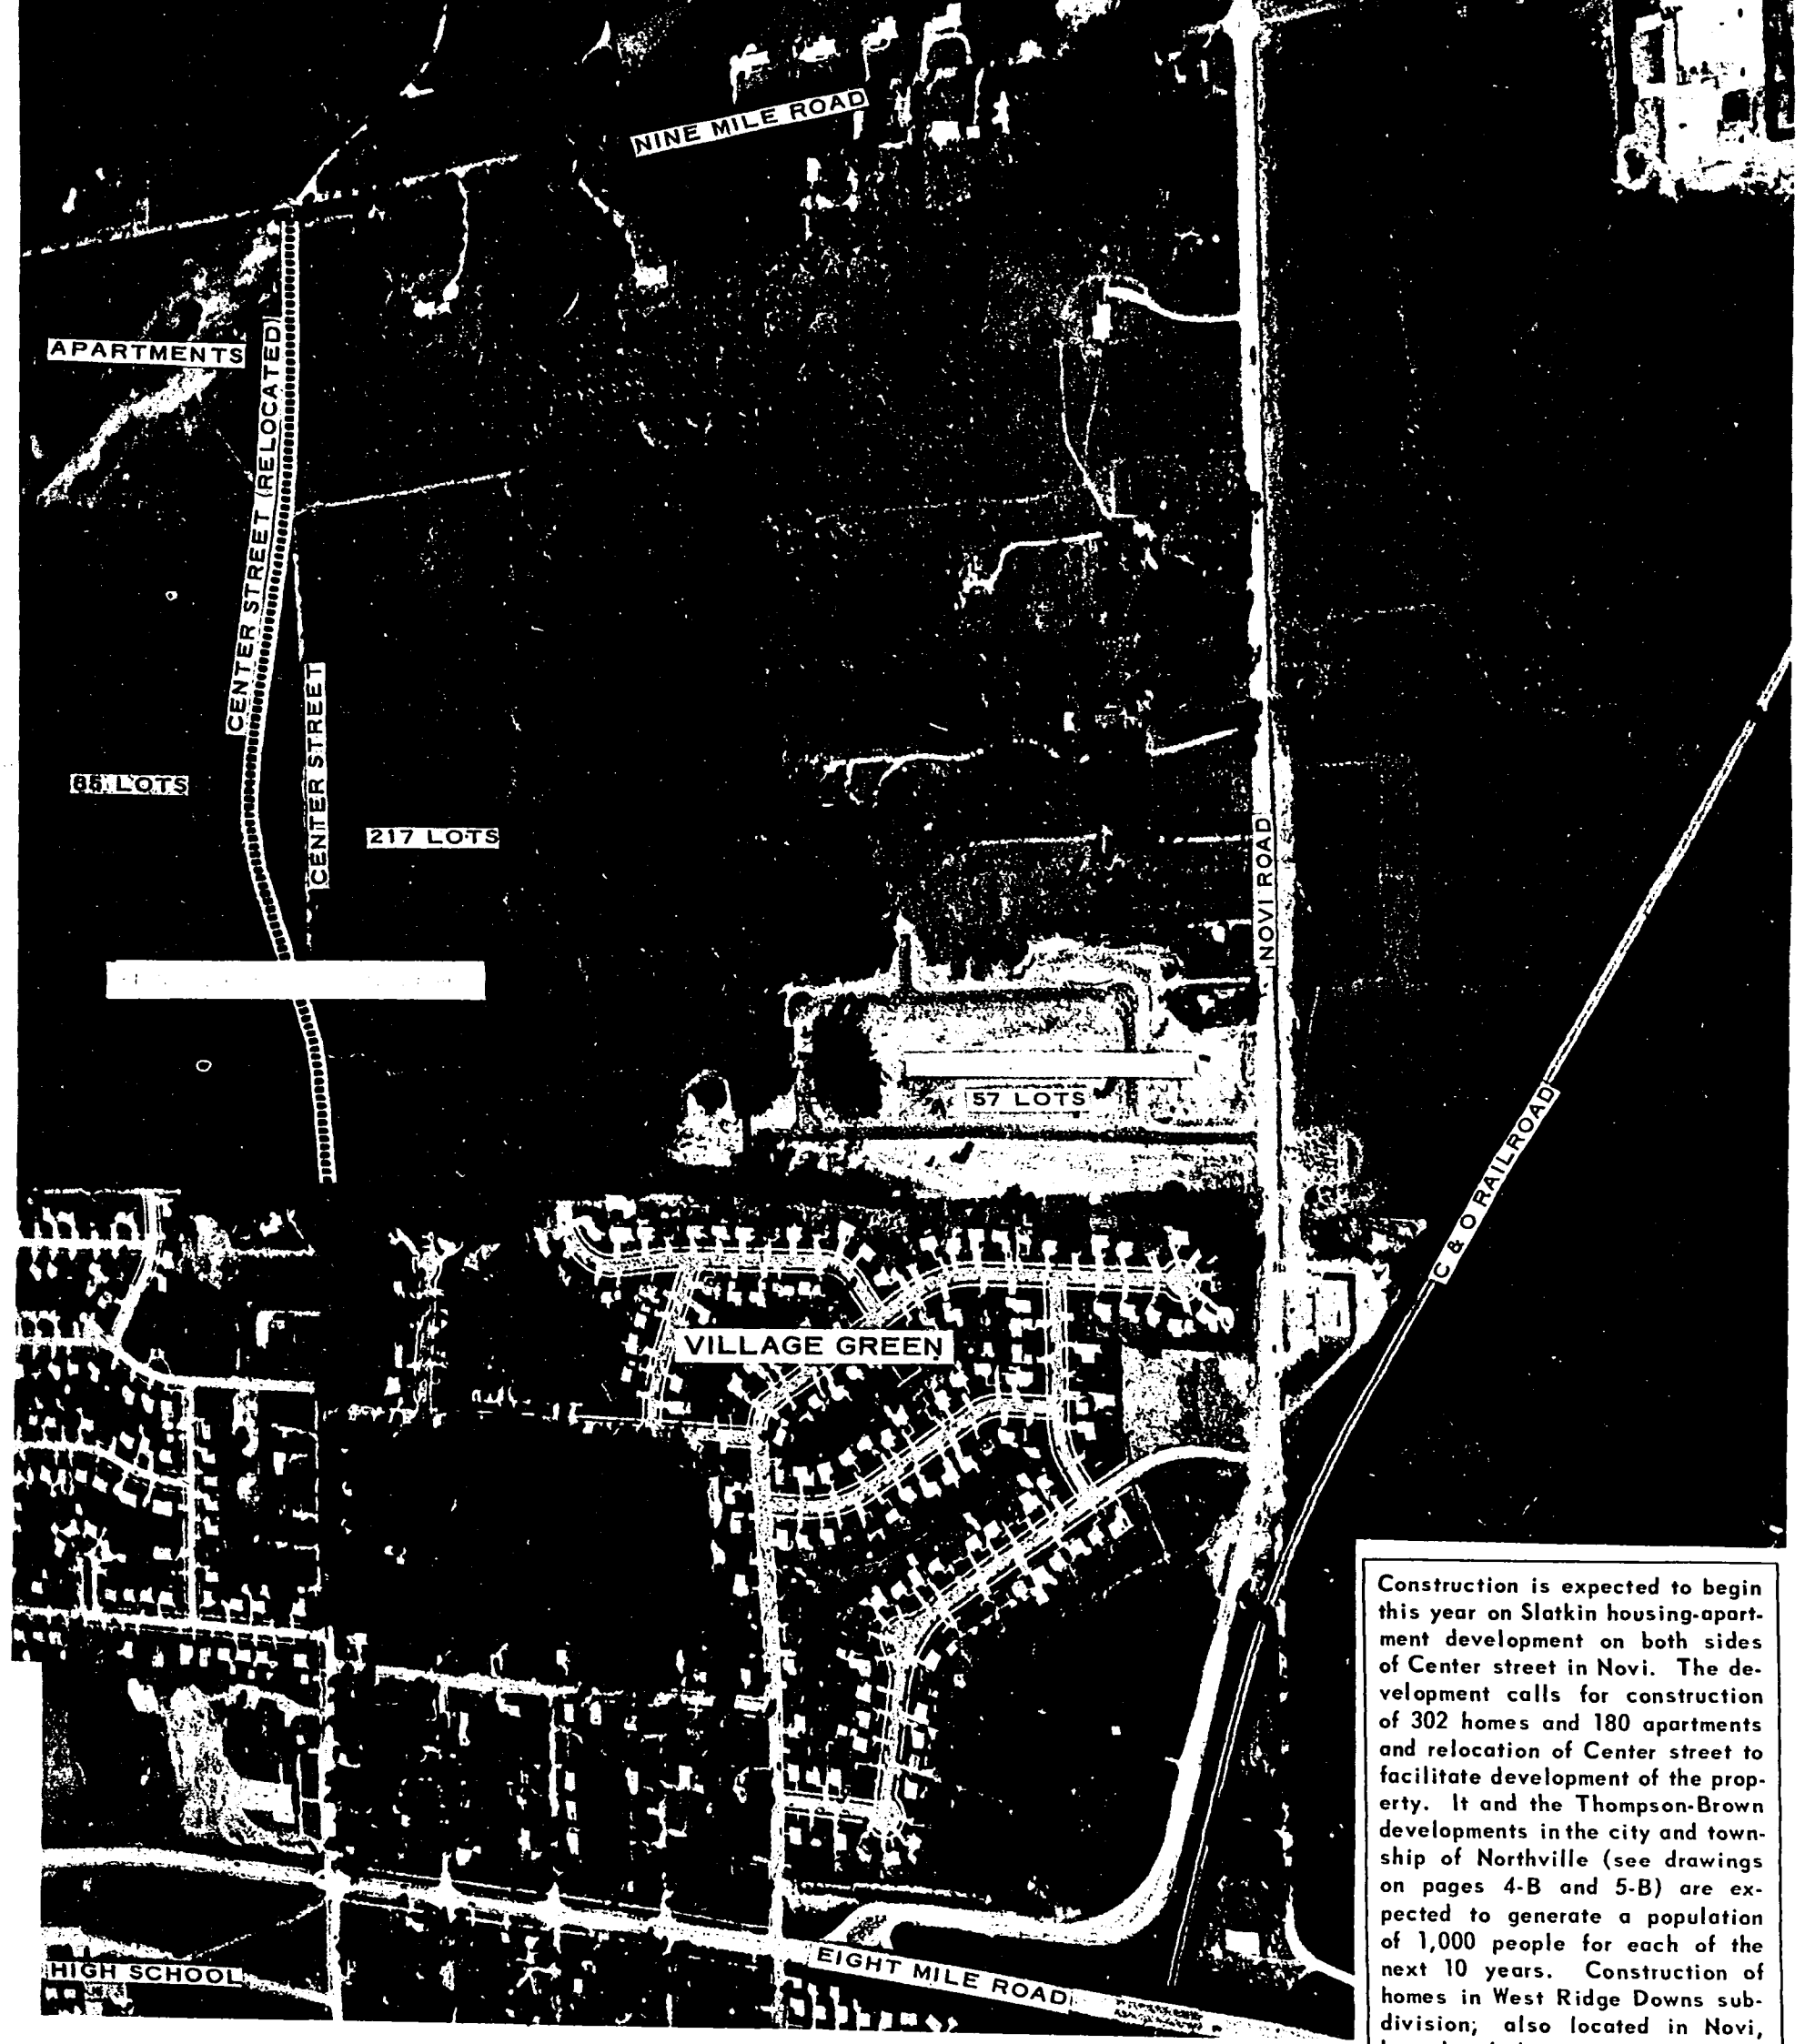 NINE MILE ROAD
APARTMENTS
CENTER STREET (RELOCATED)
CENTER STREET
LOTS
217 LOTS
NOVI ROAD
57 LOTS
C & O RAILROAD
VILLAGE GREEN
HIGH SCHOOL
EIGHT MILE ROAD
Construction is expected to begin
this year on Slatkin housing-apart-
ment development on both sides
of Center street in Novi. The de-
velopment calls for construction
of 302 homes and 180 apartments
and relocation of Center street to
facilitate development of the prop-
erty. It and the Thompson-Brown
developments in the city and town-
ship of Northville (see drawings
on pages 4-B and 5-B) are ex-
pected to generate a population
of 1,000 people for each of the
next 10 years. Construction of
homes in West Ridge Downs sub-
division; also located in Novi,